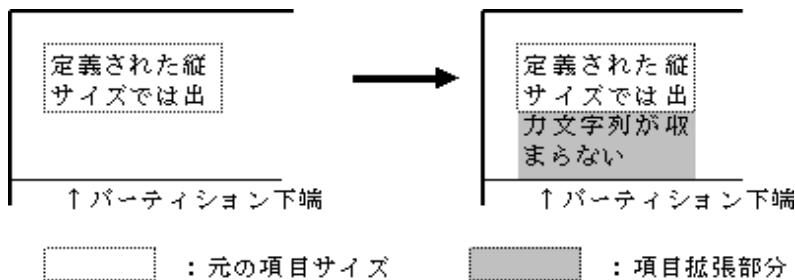 定義された縦
サイズでは出
定義された縦
サイズでは出
力文字列が収
まらない
↑パーティション下端
↑パーティション下端
：元の項目サイズ
：項目拡張部分